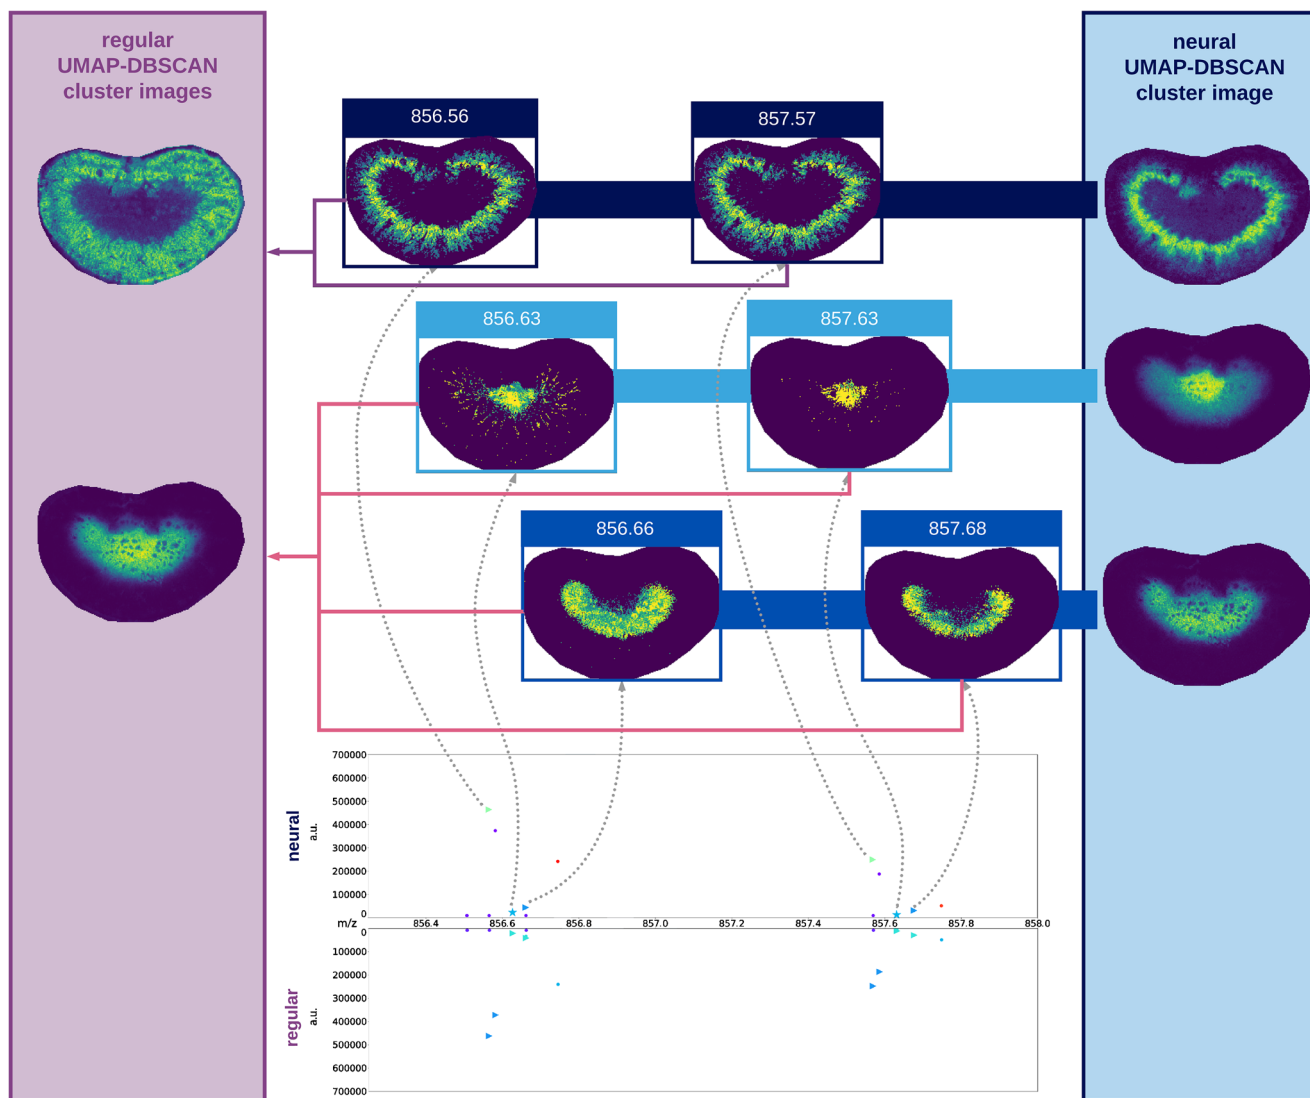 regular
UMAP-DBSCAN
cluster images
neural
UMAP-DBSCAN
cluster image
856.56
857.57
856.63
857.63
856.66
857.68
neural
a.u.
700000
600000
500000
400000
300000
200000
100000
0
m/z 856.4 856.6 856.8 857.0 857.2 857.4 857.6 857.8 858.0
regular
a.u.
0
100000
200000
300000
400000
500000
600000
700000